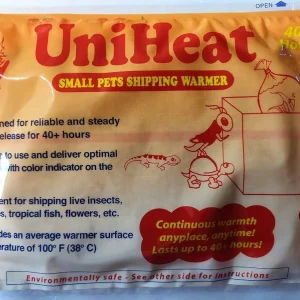 OPEN
UniHeat
40
SMALL PETS SHIPPING WARMER
ned for reliable and steady
elease for 40+ hours
to use and deliver optimal
with color indicator on the
ent for shipping live insects,
s, tropical fish, flowers, etc.
des an average warmer surface
erature of 100° F (38° C)
Continuous warmth
anyplace, anytime!
Lasts up to 40+ hours!
Environmentally safe - See other side for instructions